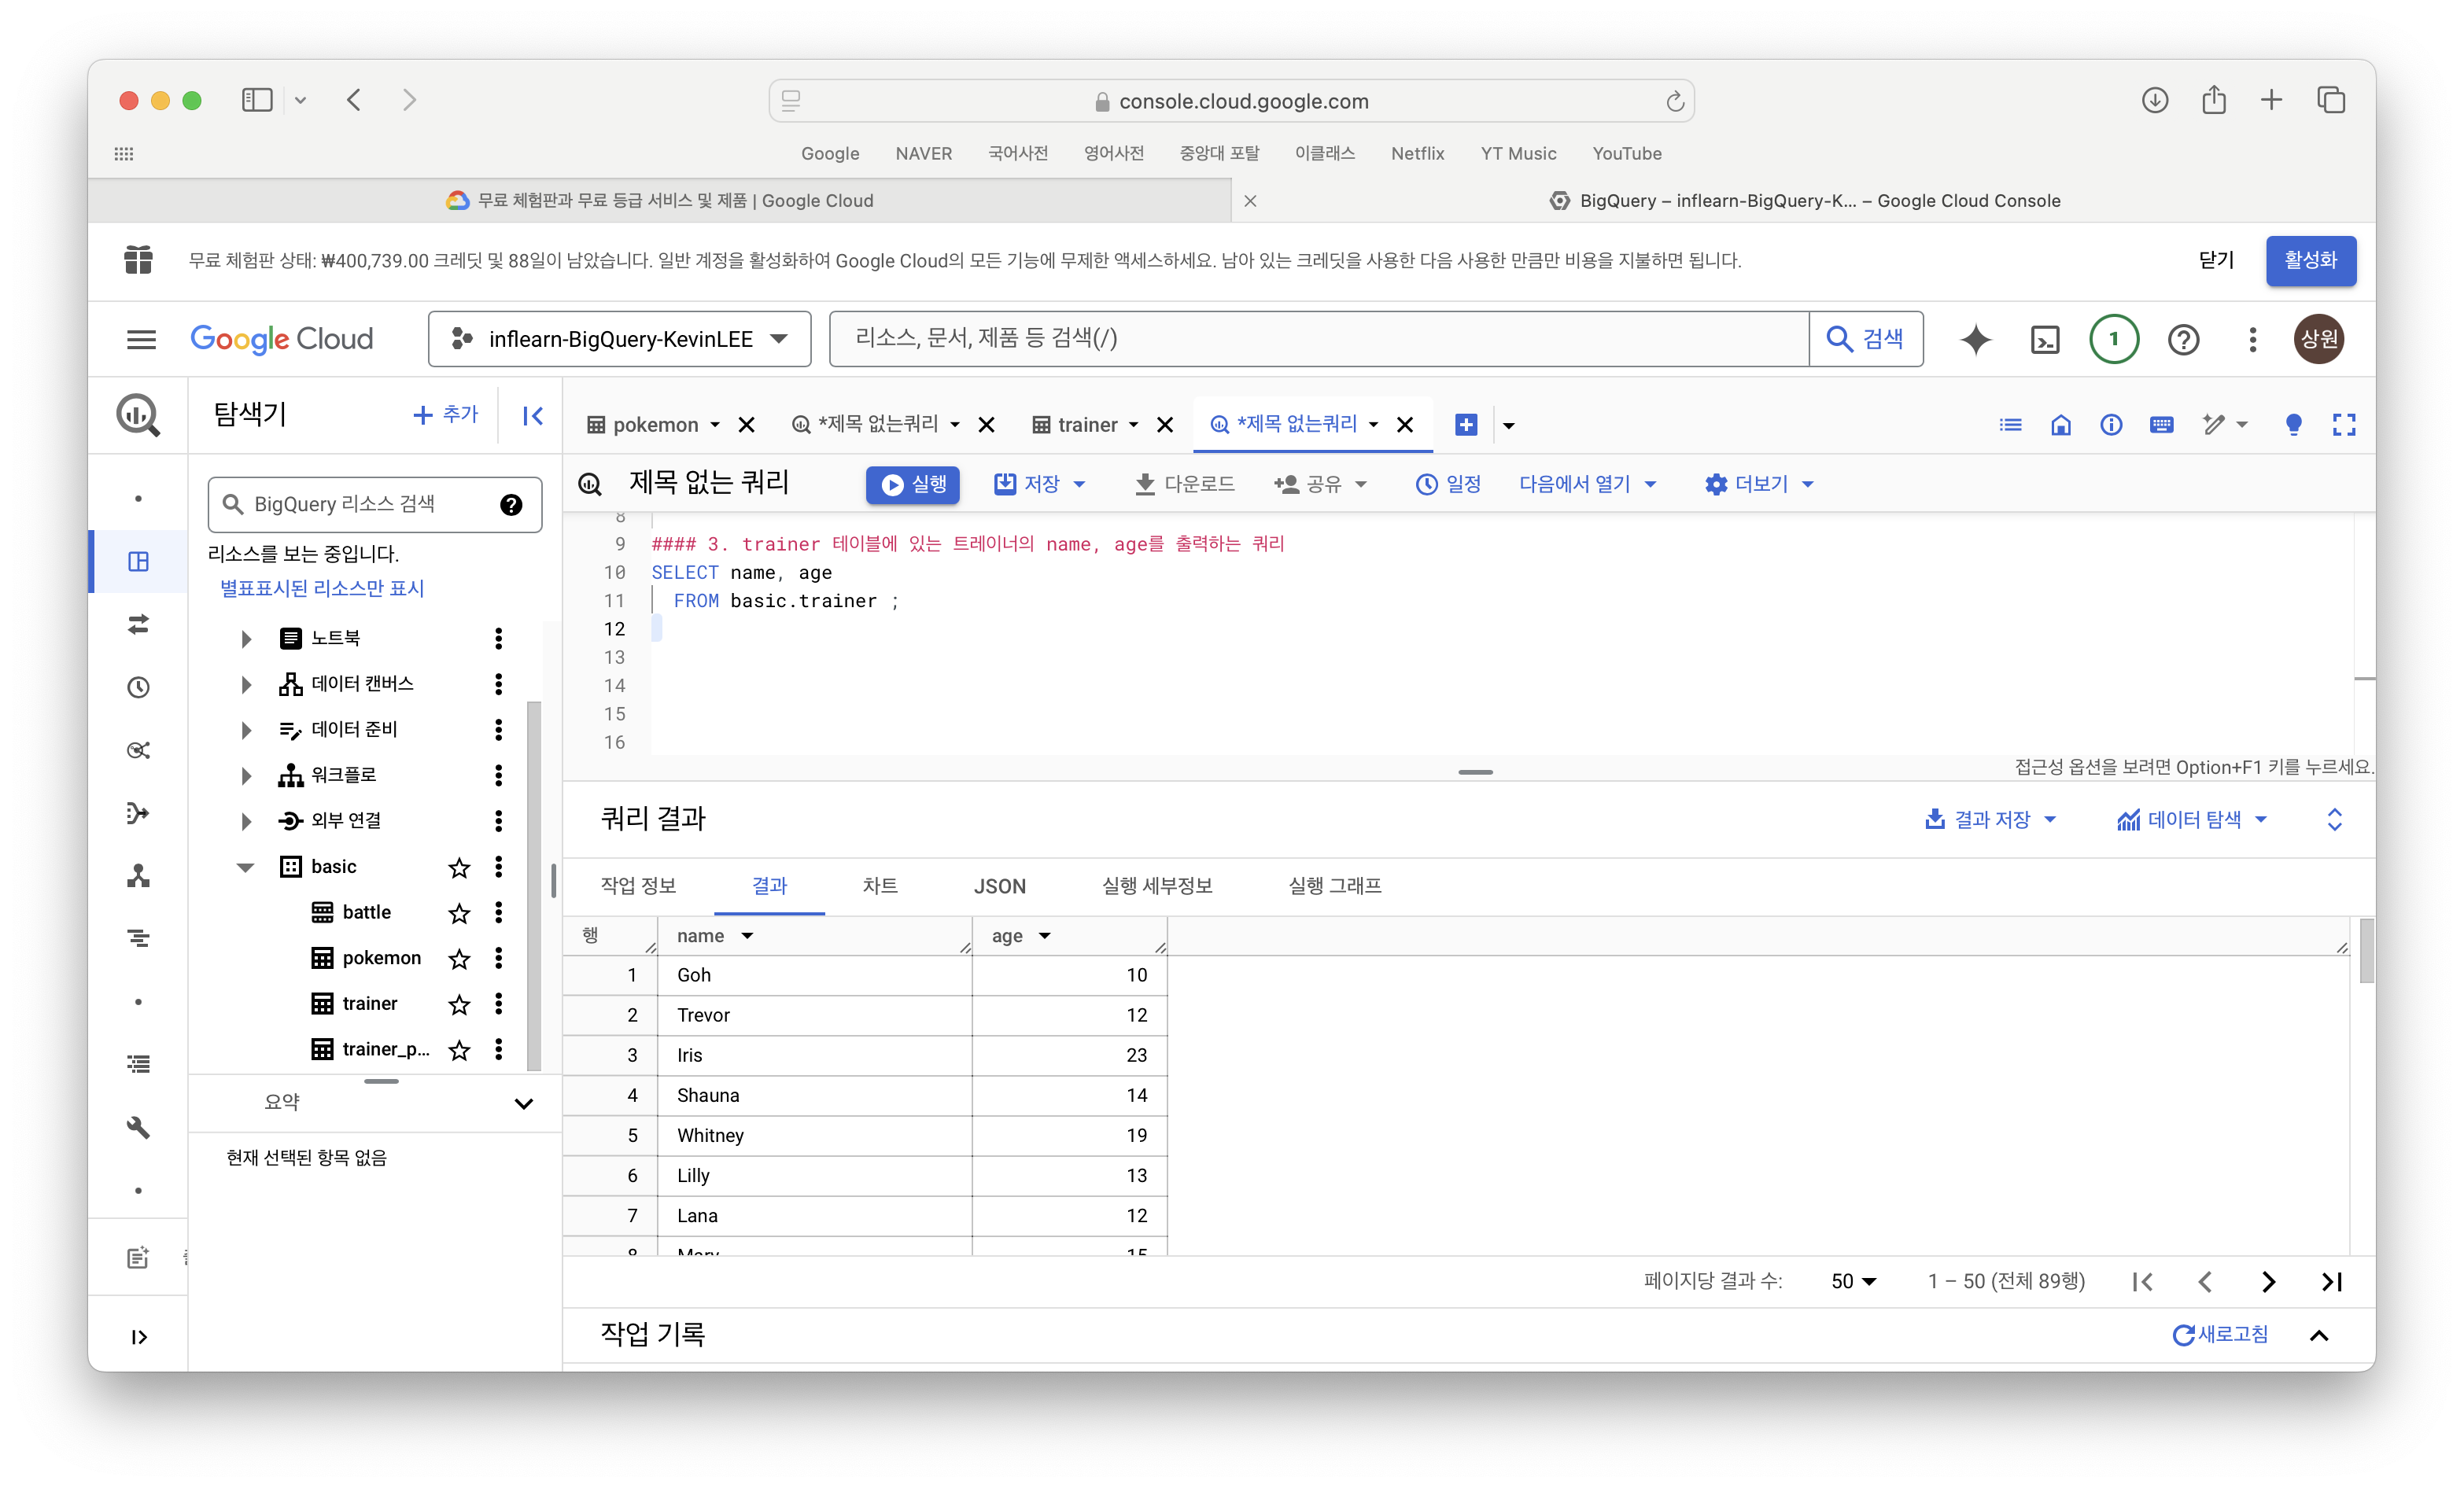 console.cloud.google.com
Google NAVER 국어사전 영어사전 중앙대 포탈 이클래스 Netflix YT Music YouTube
무료 체험판과 무료 등급 서비스 및 제품 | Google Cloud
BigQuery – inflearn-BigQuery-K... – Google Cloud Console
무료 체험판 상태: ₩400,739.00 크레딧 및 88일이 남았습니다. 일반 계정을 활성화하여 Google Cloud의 모든 기능에 무제한 액세스하세요. 남아 있는 크레딧을 사용한 다음 사용한 만큼만 비용을 지불하면 됩니다.
닫기
활성화
Google Cloud
inflearn-BigQuery-KevinLEE
리소스, 문서, 제품 등 검색(/)
검색
1
상원
탐색기
추가
BigQuery 리소스 검색
리소스를 보는 중입니다.
별표표시된 리소스만 표시
노트북
데이터 캔버스
데이터 준비
워크플로
외부 연결
basic
battle
pokemon
trainer
trainer_p...
요약
현재 선택된 항목 없음
pokemon
*제목 없는쿼리
trainer
*제목 없는쿼리
제목 없는 쿼리
실행
저장
다운로드
공유
일정
다음에서 열기
더보기
8
9 #### 3. trainer 테이블에 있는 트레이너의 name, age를 출력하는 쿼리
10 SELECT name, age
11 FROM basic.trainer ;
12
13
14
15
16
접근성 옵션을 보려면 Option+F1 키를 누르세요.
쿼리 결과
결과 저장
데이터 탐색
작업 정보 결과 차트 JSON 실행 세부정보 실행 그래프
행 name age
1 Goh 10
2 Trevor 12
3 Iris 23
4 Shauna 14
5 Whitney 19
6 Lilly 13
7 Lana 12
8 Mary 15
페이지당 결과 수: 50 1 – 50 (전체 89행)
작업 기록
새로고침